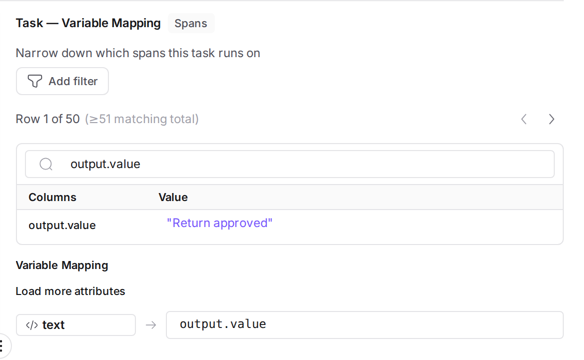 Task — Variable Mapping Spans
Narrow down which spans this task runs on
Add filter
Row 1 of 50 (≥51 matching total)
output.value
Columns Value
output.value "Return approved"
Variable Mapping
Load more attributes
</> text → output.value